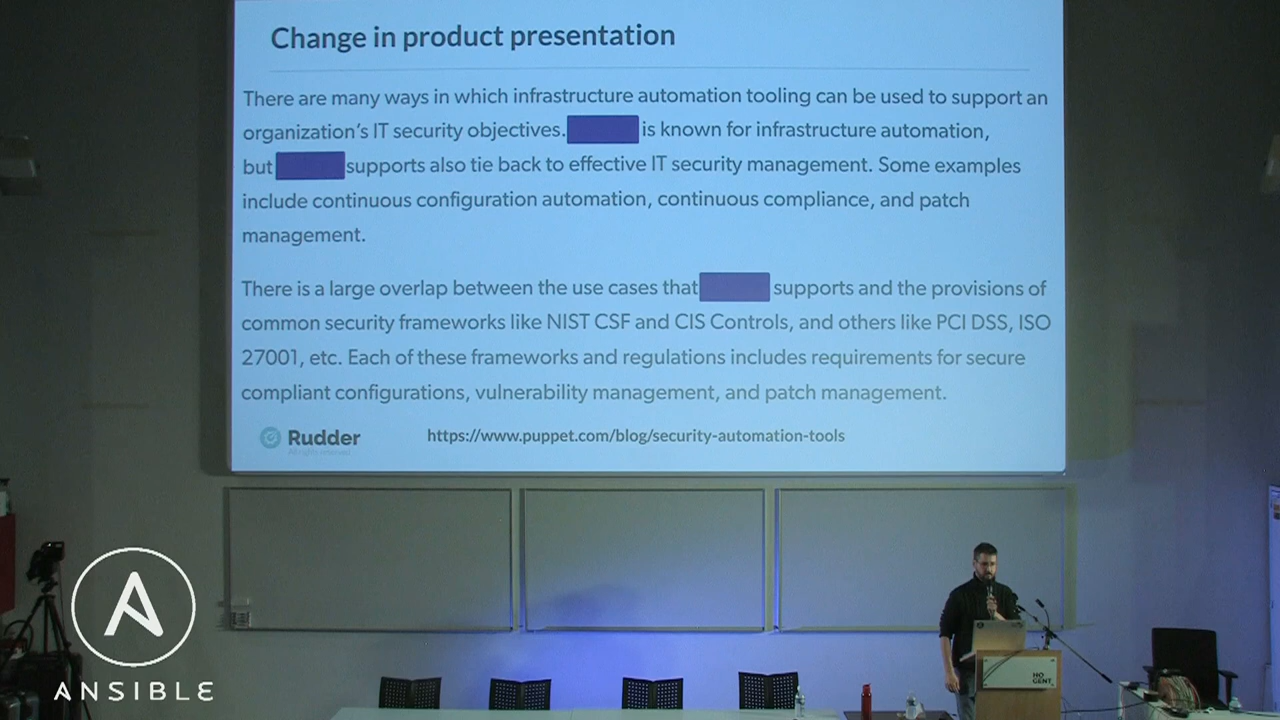 Change in product presentation
There are many ways in which infrastructure automation tooling can be used to support an
organization's IT security objectives. is known for infrastructure automation,
but supports also tie back to effective IT security management. Some examples
include continuous configuration automation, continuous compliance, and patch
management.
There is a large overlap between the use cases that supports and the provisions of
common security frameworks like NIST CSF and CIS Controls, and others like PCI DSS, ISO
27001, etc. Each of these frameworks and regulations includes requirements for secure
compliant configurations, vulnerability management, and patch management.
Rudder
All rights reserved
https://www.puppet.com/blog/security-automation-tools
HO
GENT
ANSIBLE